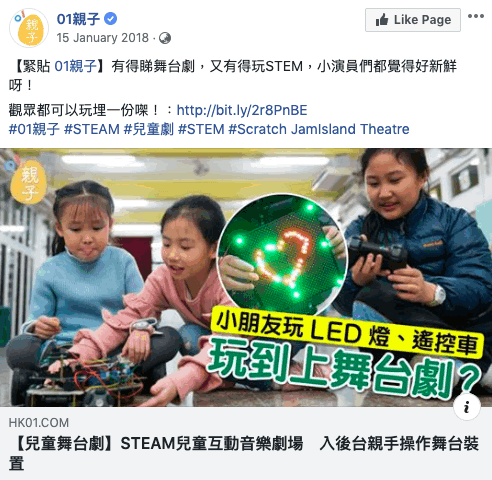 01親子
Like Page
15 January 2018 ·
【緊貼 01親子】有得睇舞台劇，又有得玩STEM，小演員們都覺得好新鮮
呀！
觀眾都可以玩埋一份㗎！：http://bit.ly/2r8PnBE
#01親子 #STEAM #兒童劇 #STEM #Scratch JamIsland Theatre
親子
小朋友玩 LED 燈、遙控車
玩到上舞台劇？
HK01.COM
【兒童舞台劇】STEAM兒童互動音樂劇場　入後台親手操作舞台裝
置